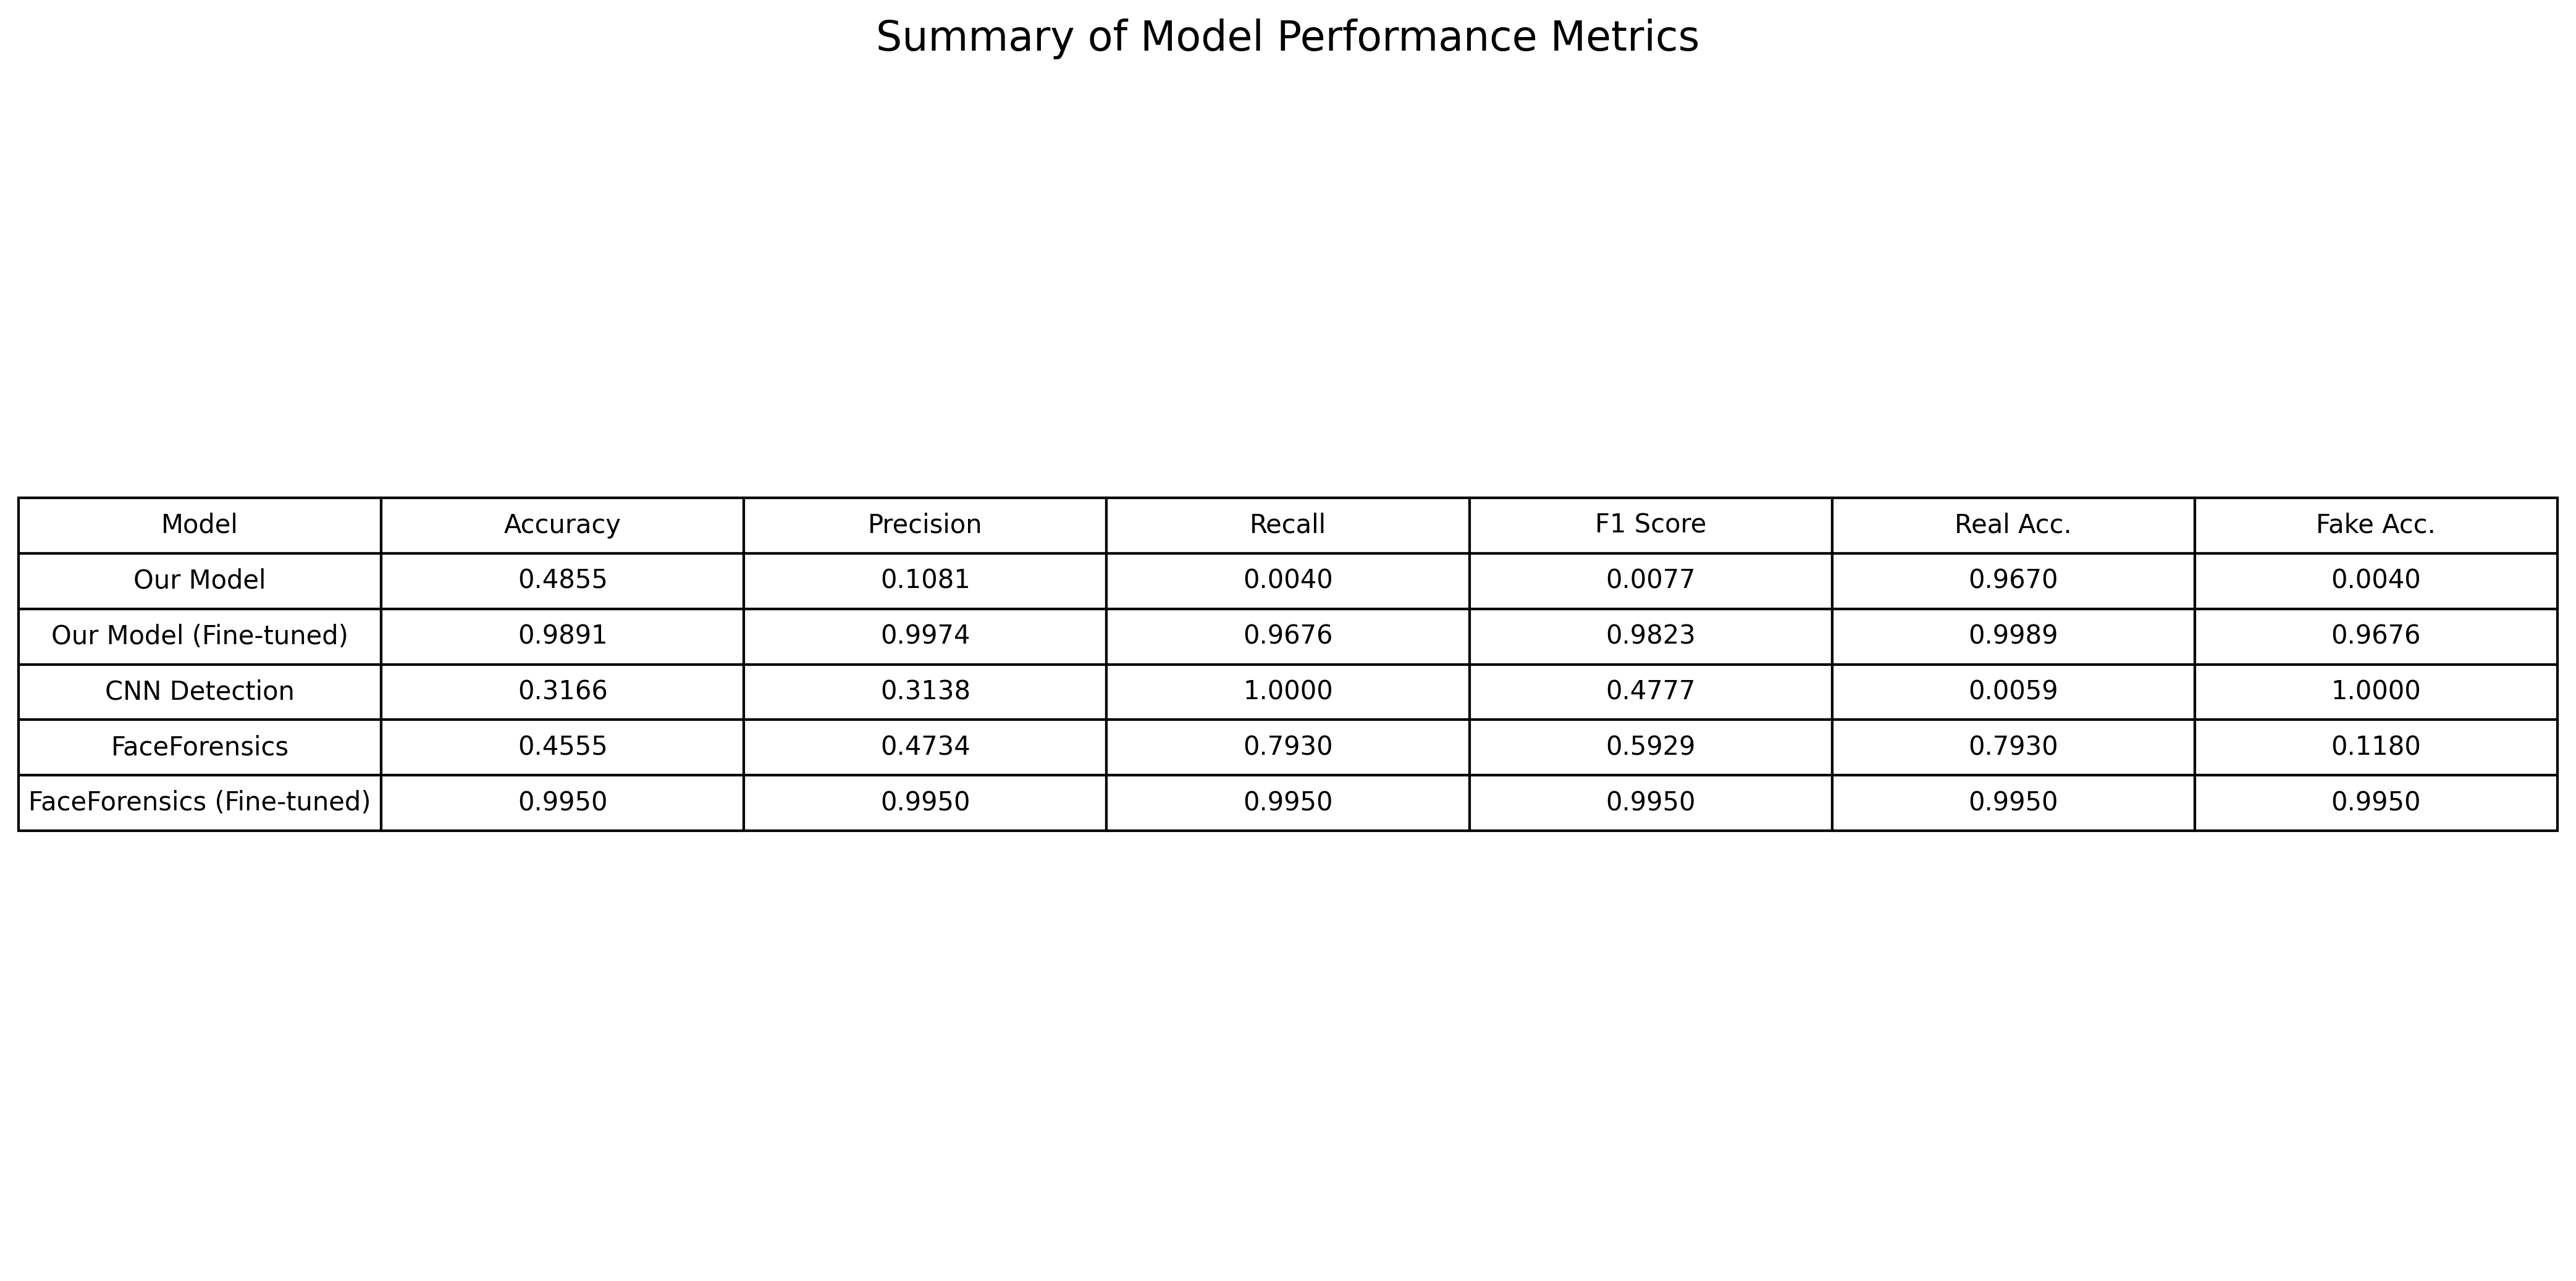 Summary of Model Performance Metrics
Model Accuracy Precision Recall F1 Score Real Acc. Fake Acc.
Our Model 0.4855 0.1081 0.0040 0.0077 0.9670 0.0040
Our Model (Fine-tuned) 0.9891 0.9974 0.9676 0.9823 0.9989 0.9676
CNN Detection 0.3166 0.3138 1.0000 0.4777 0.0059 1.0000
FaceForensics 0.4555 0.4734 0.7930 0.5929 0.7930 0.1180
FaceForensics (Fine-tuned) 0.9950 0.9950 0.9950 0.9950 0.9950 0.9950